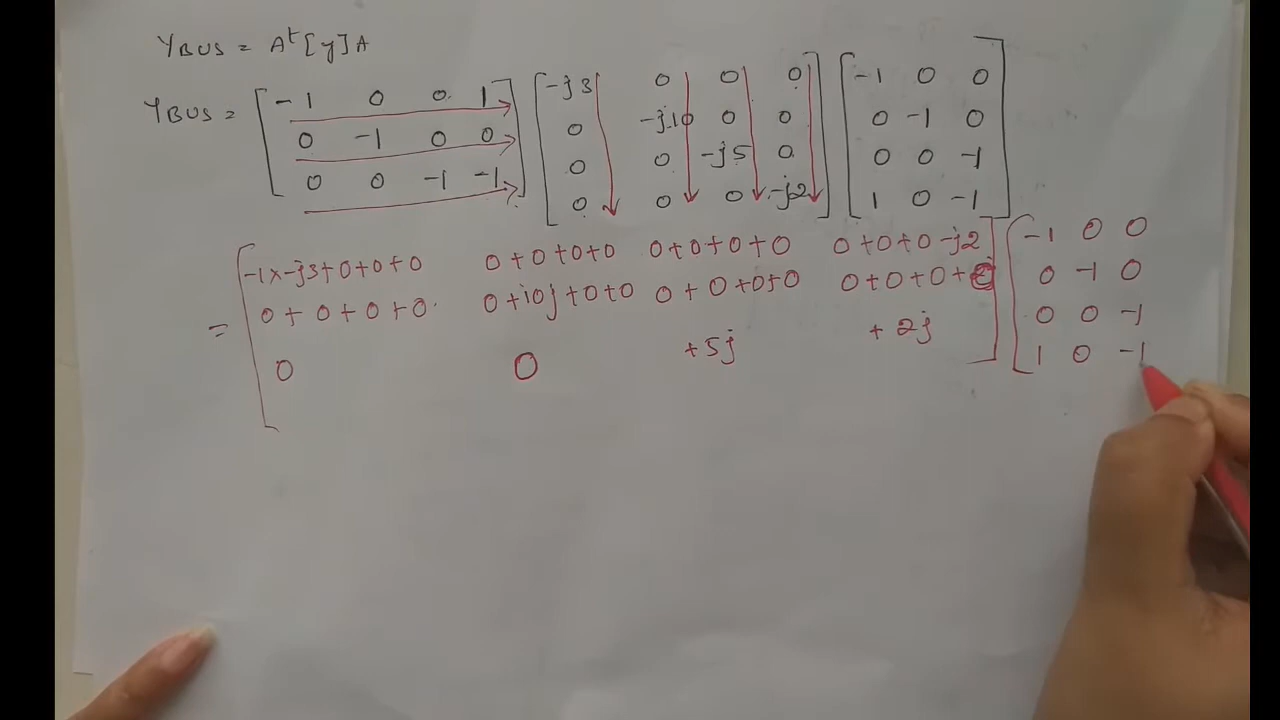 YBUS = Aᵗ[y]A
YBUS = [ -1 0 0 1 ] [ -j3 0 0 0 ] [ -1 0 0 ]
0 -1 0 0 0 -j10 0 0 0 -1 0
0 0 -1 -1 0 0 -j5 0 0 0 -1
0 0 0 -j2 1 0 -1
= [ -1x-j3+0+0+0 0+0+0+0 0+0+0+0 0+0+0-j2 ] [ -1 0 0 ]
0+0+0+0 0+10j+0+0 0+0+0+0 0+0+0+ 0 -1 0
0 0 +5j +2j 0 0 -1
1 0 -1